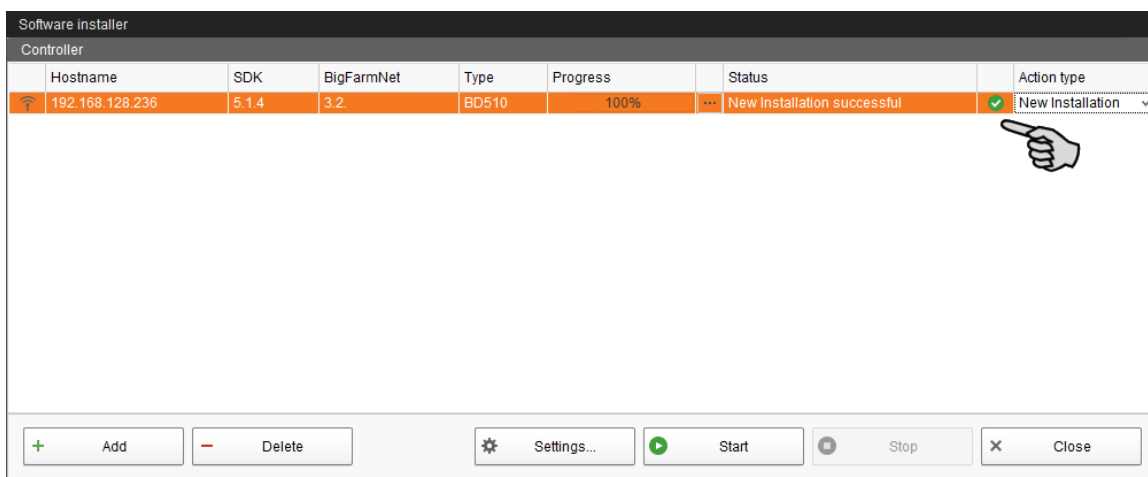 Software installer
Controller
Hostname SDK BigFarmNet Type Progress Status Action type
192.168.128.236 5.1.4 3.2. BD510 100% ... New Installation successful New Installation
Add Delete Settings... Start Stop Close